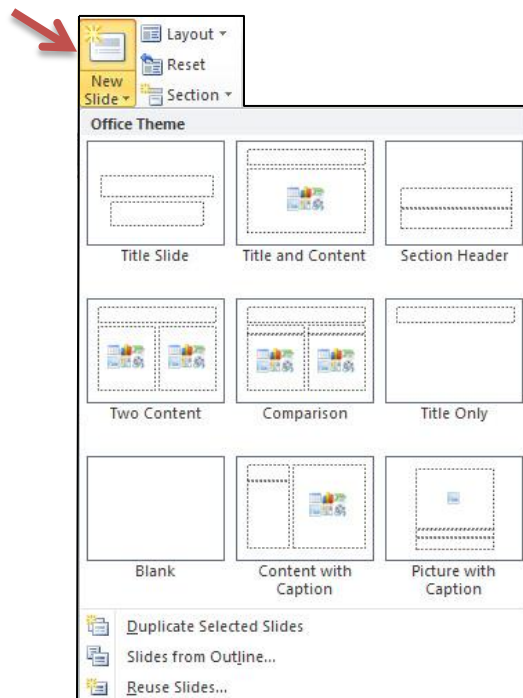 Layout
Reset
New
Slide
Section
Office Theme
Title Slide
Title and Content
Section Header
Two Content
Comparison
Title Only
Blank
Content with
Caption
Picture with
Caption
Duplicate Selected Slides
Slides from Outline...
Reuse Slides...